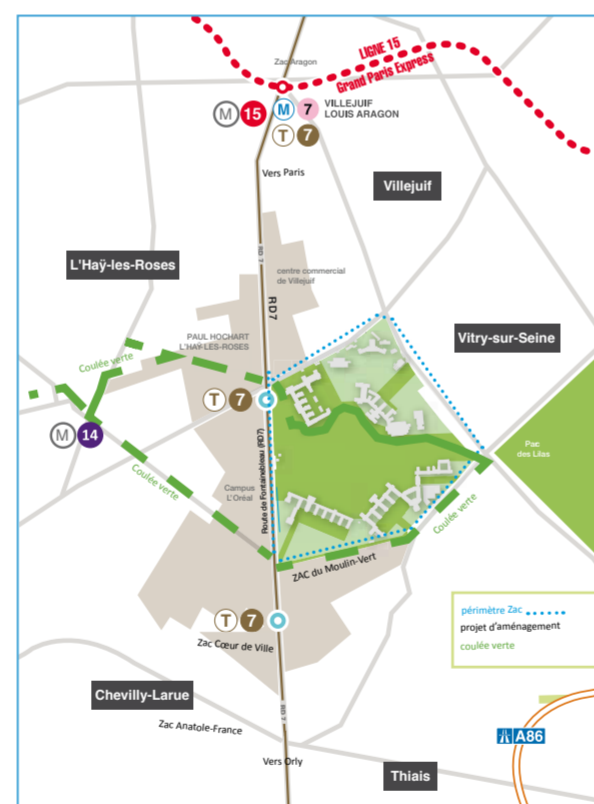 LIGNE 15
Grand Paris Express
Zac Aragon
M 15
M 7
VILLEJUIF
LOUIS ARAGON
T 7
Vers Paris
Villejuif
L'Haÿ-les-Roses
RD 7
centre commercial
de Villejuif
RD7
PAUL HOCHART
L'HAŸ-LES-ROSES
Vitry-sur-Seine
Coulée verte
T 7
M 14
Route de Fontainebleau (RD7)
Coulée verte
Campus
L'Oréal
Pac
des Lilas
Coulée verte
ZAC du Moulin-Vert
périmètre Zac
projet d'aménagement
coulée verte
T 7
Zac Cœur de Ville
Chevilly-Larue
RD 7
Zac Anatole-France
A86
Vers Orly
Thiais